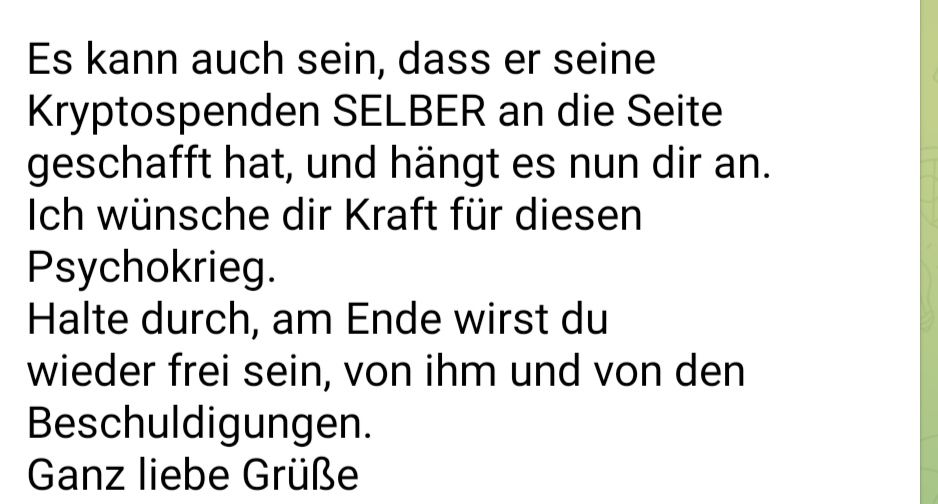 Es kann auch sein, dass er seine
Kryptospenden SELBER an die Seite
geschafft hat, und hängt es nun dir an.
Ich wünsche dir Kraft für diesen
Psychokrieg.
Halte durch, am Ende wirst du
wieder frei sein, von ihm und von den
Beschuldigungen.
Ganz liebe Grüße